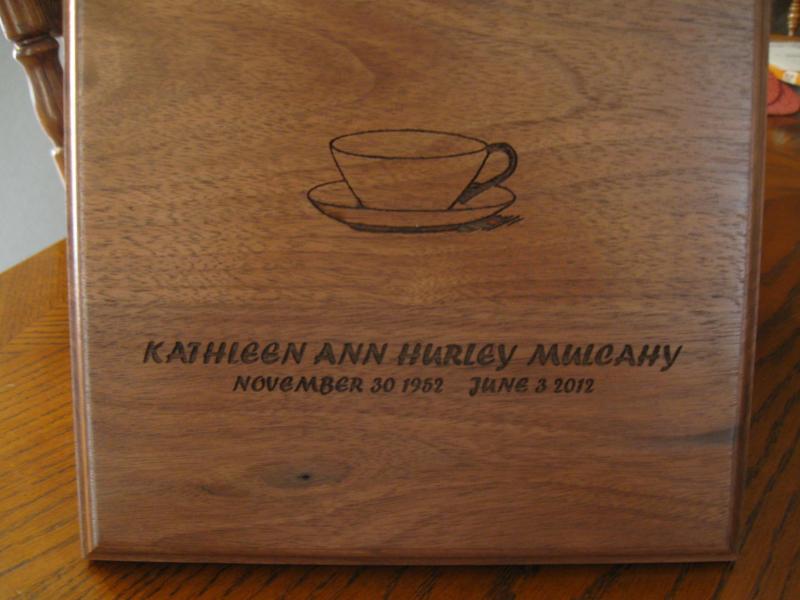 KATHLEEN ANN HURLEY MULCAHY
NOVEMBER 30 1952 JUNE 3 2012